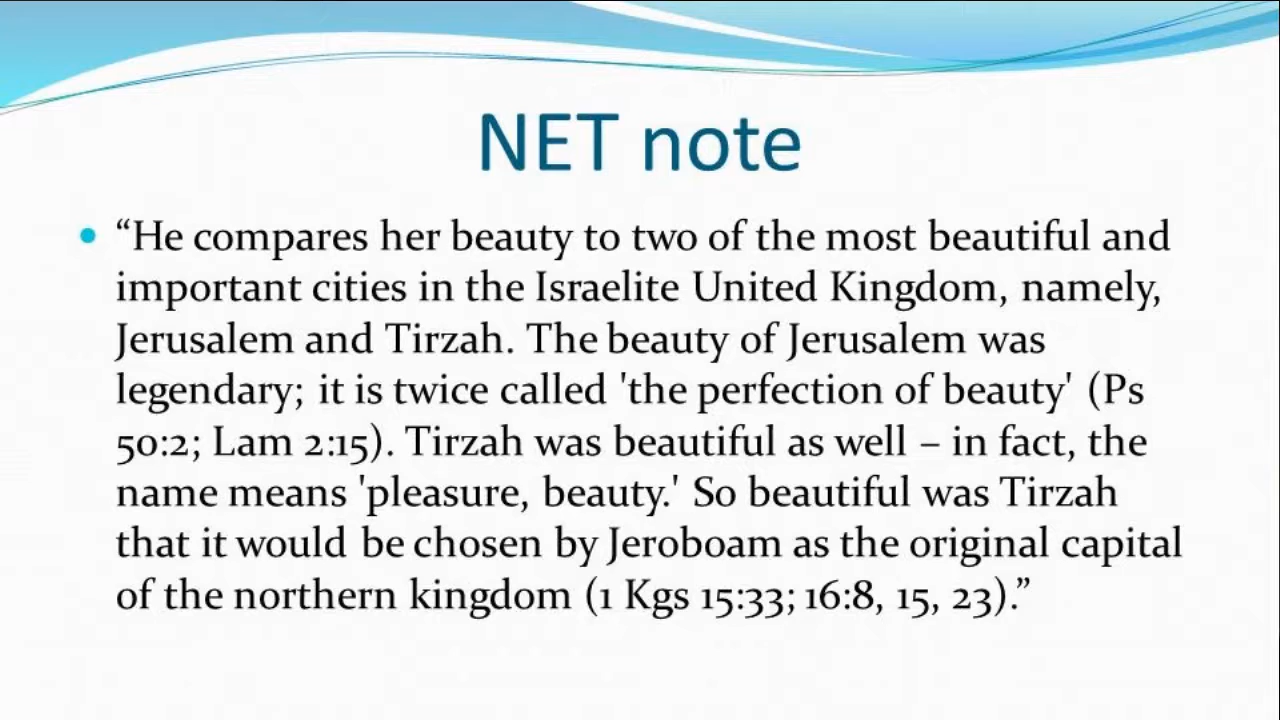 NET note
• “He compares her beauty to two of the most beautiful and
important cities in the Israelite United Kingdom, namely,
Jerusalem and Tirzah. The beauty of Jerusalem was
legendary; it is twice called 'the perfection of beauty' (Ps
50:2; Lam 2:15). Tirzah was beautiful as well – in fact, the
name means 'pleasure, beauty.' So beautiful was Tirzah
that it would be chosen by Jeroboam as the original capital
of the northern kingdom (1 Kgs 15:33; 16:8, 15, 23).”